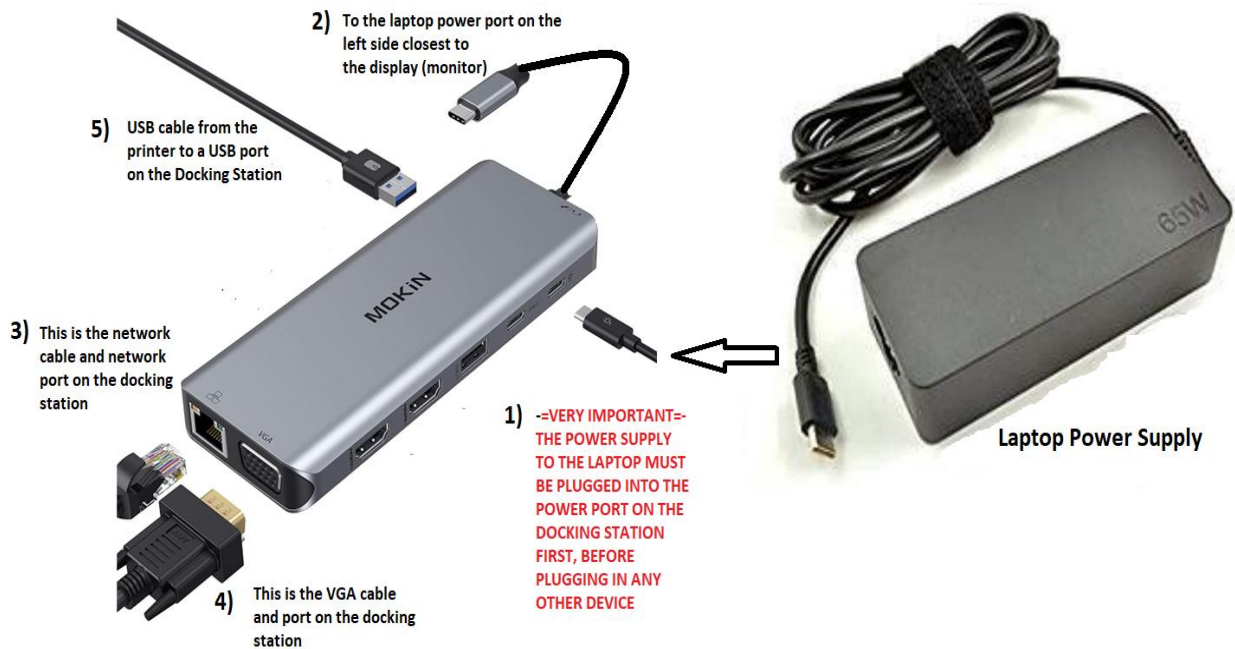 2) To the laptop power port on the
left side closest to
the display (monitor)
5) USB cable from the
printer to a USB port
on the Docking Station
65W
MOKiN
3) This is the network
cable and network
port on the docking
station
VGA
1) -=VERY IMPORTANT=-
THE POWER SUPPLY
TO THE LAPTOP MUST
BE PLUGGED INTO THE
POWER PORT ON THE
DOCKING STATION
FIRST, BEFORE
PLUGGING IN ANY
OTHER DEVICE
Laptop Power Supply
4) This is the VGA cable
and port on the docking
station